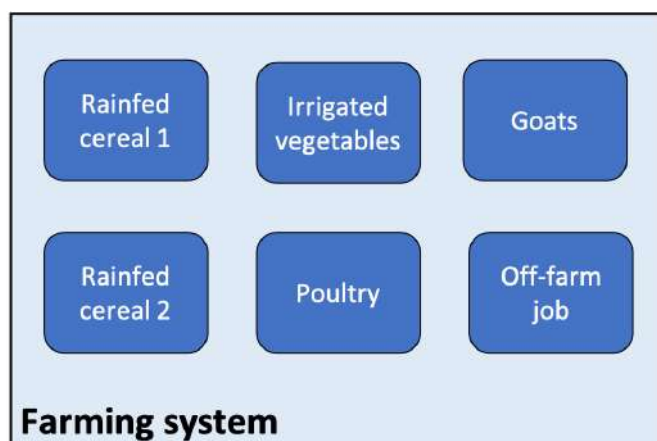 Rainfed
cereal 1
Irrigated
vegetables
Goats
Rainfed
cereal 2
Poultry
Off-farm
job
Farming system